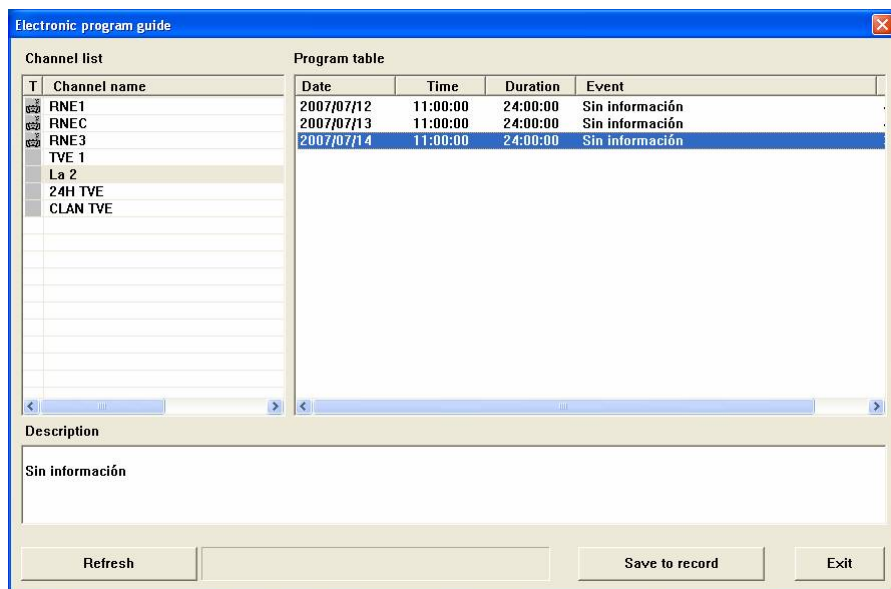 Electronic program guide
Channel list
T Channel name
RNE1
RNEC
RNE3
TVE 1
La 2
24H TVE
CLAN TVE
Program table
Date Time Duration Event
2007/07/12 11:00:00 24:00:00 Sin información
2007/07/13 11:00:00 24:00:00 Sin información
2007/07/14 11:00:00 24:00:00 Sin información
Description
Sin información
Refresh
Save to record
Exit